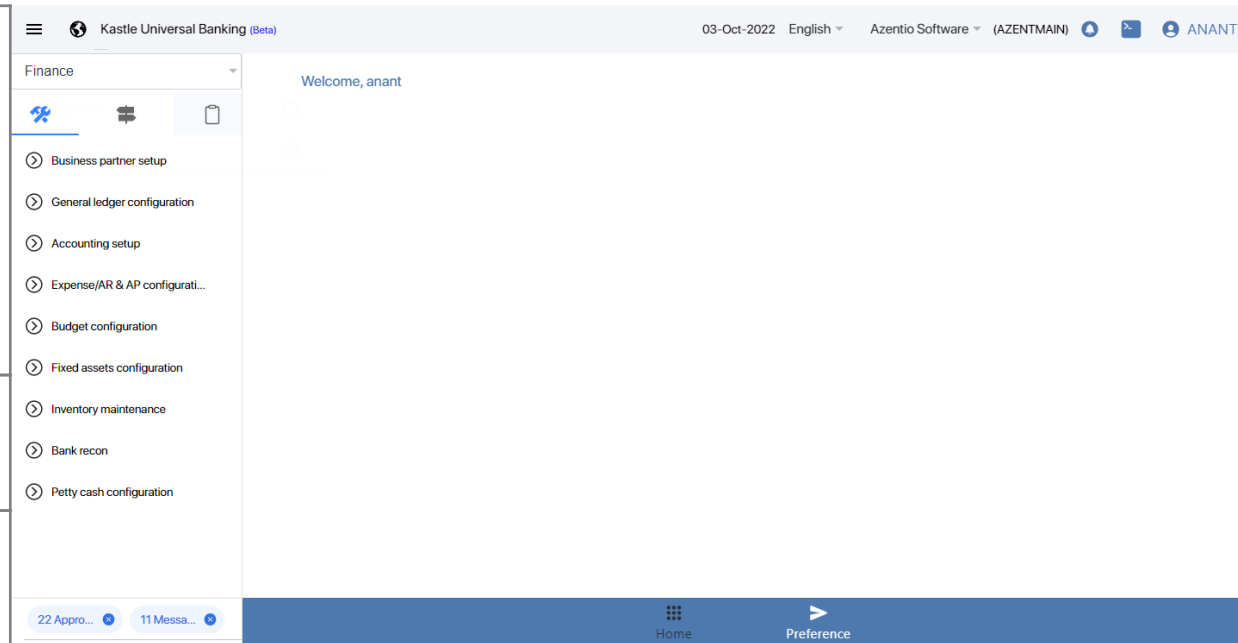 Kastle Universal Banking (Beta)
03-Oct-2022 English Azentio Software (AZENTMAIN) ANANT
Finance
Welcome, anant
Business partner setup
General ledger configuration
Accounting setup
Expense/AR & AP configurati...
Budget configuration
Fixed assets configuration
Inventory maintenance
Bank recon
Petty cash configuration
22 Appro... 11 Messa...
Home Preference